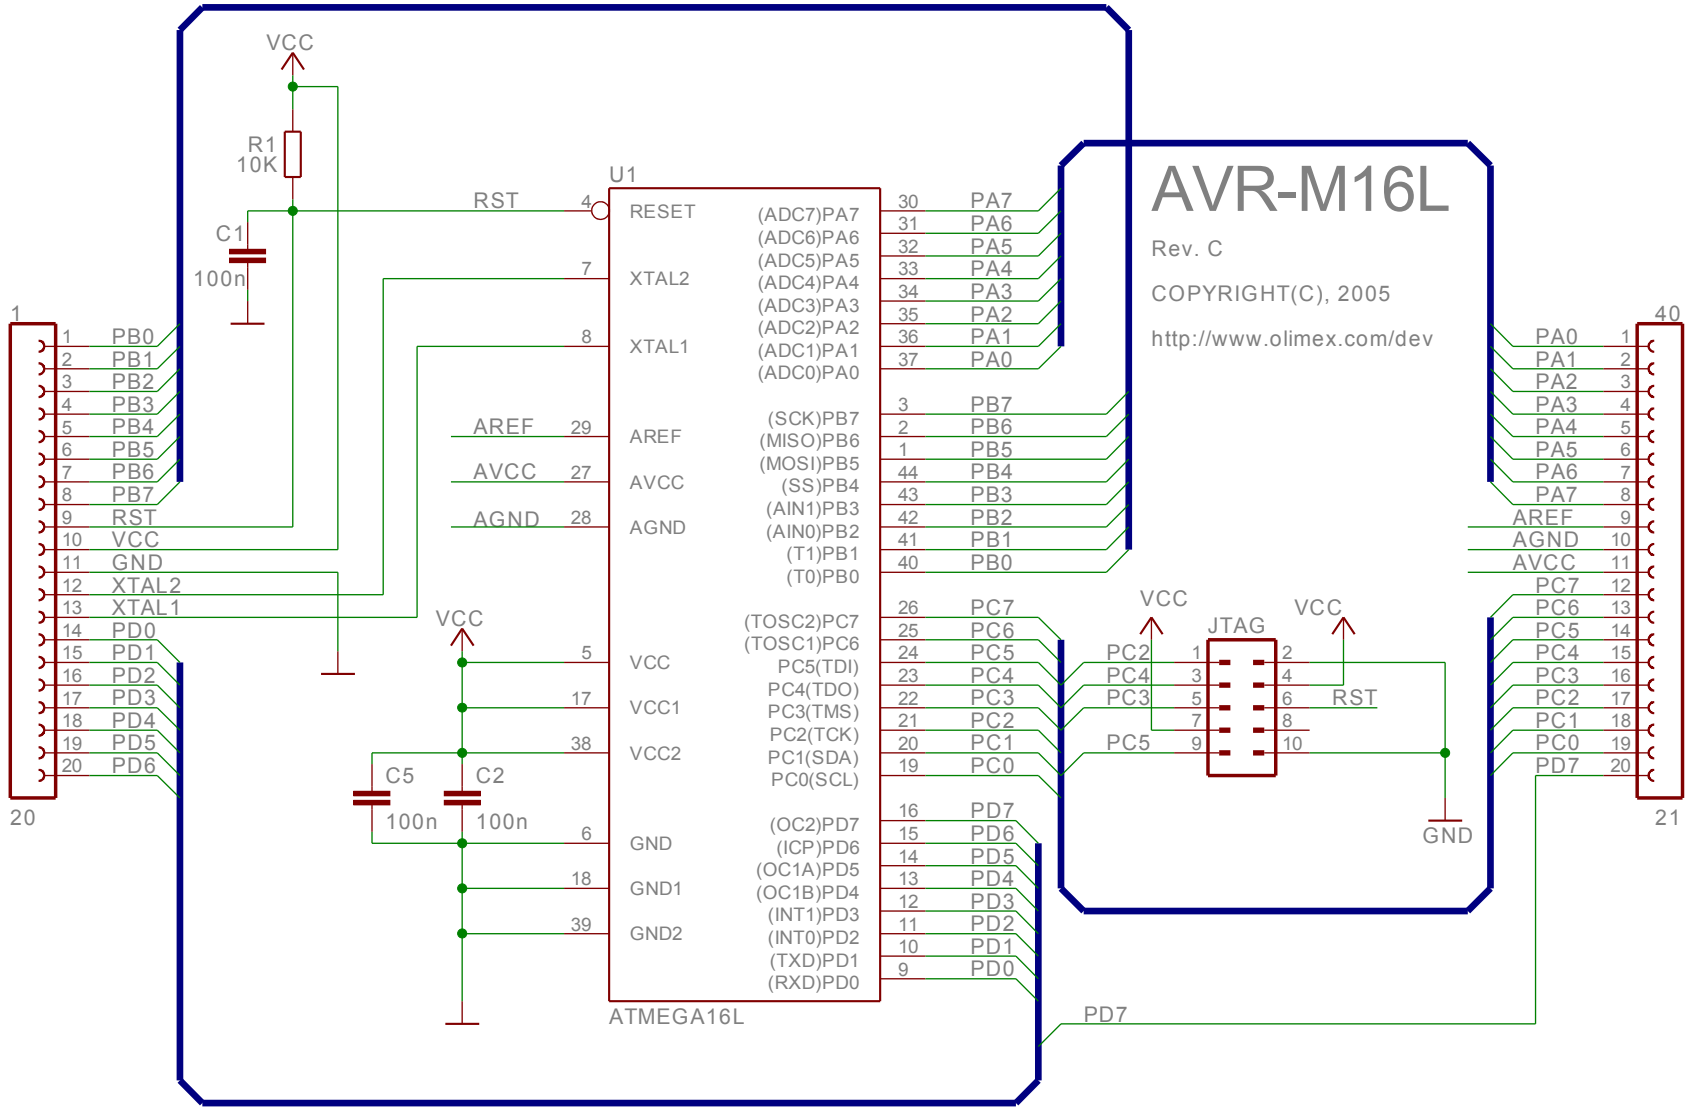 VCC
R1
10K
C1
100n
RST
U1
4
RESET
7
XTAL2
8
XTAL1
AREF
29
AREF
AVCC
27
AVCC
AGND
28
AGND
VCC
5
VCC
17
VCC1
38
VCC2
C5
100n
C2
100n
6
GND
18
GND1
39
GND2
ATMEGA16L
1
1 PB0
2 PB1
3 PB2
4 PB3
5 PB4
6 PB5
7 PB6
8 PB7
9 RST
10 VCC
11 GND
12 XTAL2
13 XTAL1
14 PD0
15 PD1
16 PD2
17 PD3
18 PD4
19 PD5
20 PD6
20
(ADC7)PA7 30 PA7
(ADC6)PA6 31 PA6
(ADC5)PA5 32 PA5
(ADC4)PA4 33 PA4
(ADC3)PA3 34 PA3
(ADC2)PA2 35 PA2
(ADC1)PA1 36 PA1
(ADC0)PA0 37 PA0
(SCK)PB7 3 PB7
(MISO)PB6 2 PB6
(MOSI)PB5 1 PB5
(SS)PB4 44 PB4
(AIN1)PB3 43 PB3
(AIN0)PB2 42 PB2
(T1)PB1 41 PB1
(T0)PB0 40 PB0
(TOSC2)PC7 26 PC7
(TOSC1)PC6 25 PC6
PC5(TDI) 24 PC5
PC4(TDO) 23 PC4
PC3(TMS) 22 PC3
PC2(TCK) 21 PC2
PC1(SDA) 20 PC1
PC0(SCL) 19 PC0
(OC2)PD7 16 PD7
(ICP)PD6 15 PD6
(OC1A)PD5 14 PD5
(OC1B)PD4 13 PD4
(INT1)PD3 12 PD3
(INT0)PD2 11 PD2
(TXD)PD1 10 PD1
(RXD)PD0 9 PD0
AVR-M16L
Rev. C
COPYRIGHT(C), 2005
http://www.olimex.com/dev
VCC
VCC
JTAG
PC2 1 2
PC4 3 4
PC3 5 6 RST
7 8
PC5 9 10
GND
PD7
40
PA0 1
PA1 2
PA2 3
PA3 4
PA4 5
PA5 6
PA6 7
PA7 8
AREF 9
AGND 10
AVCC 11
PC7 12
PC6 13
PC5 14
PC4 15
PC3 16
PC2 17
PC1 18
PC0 19
PD7 20
21